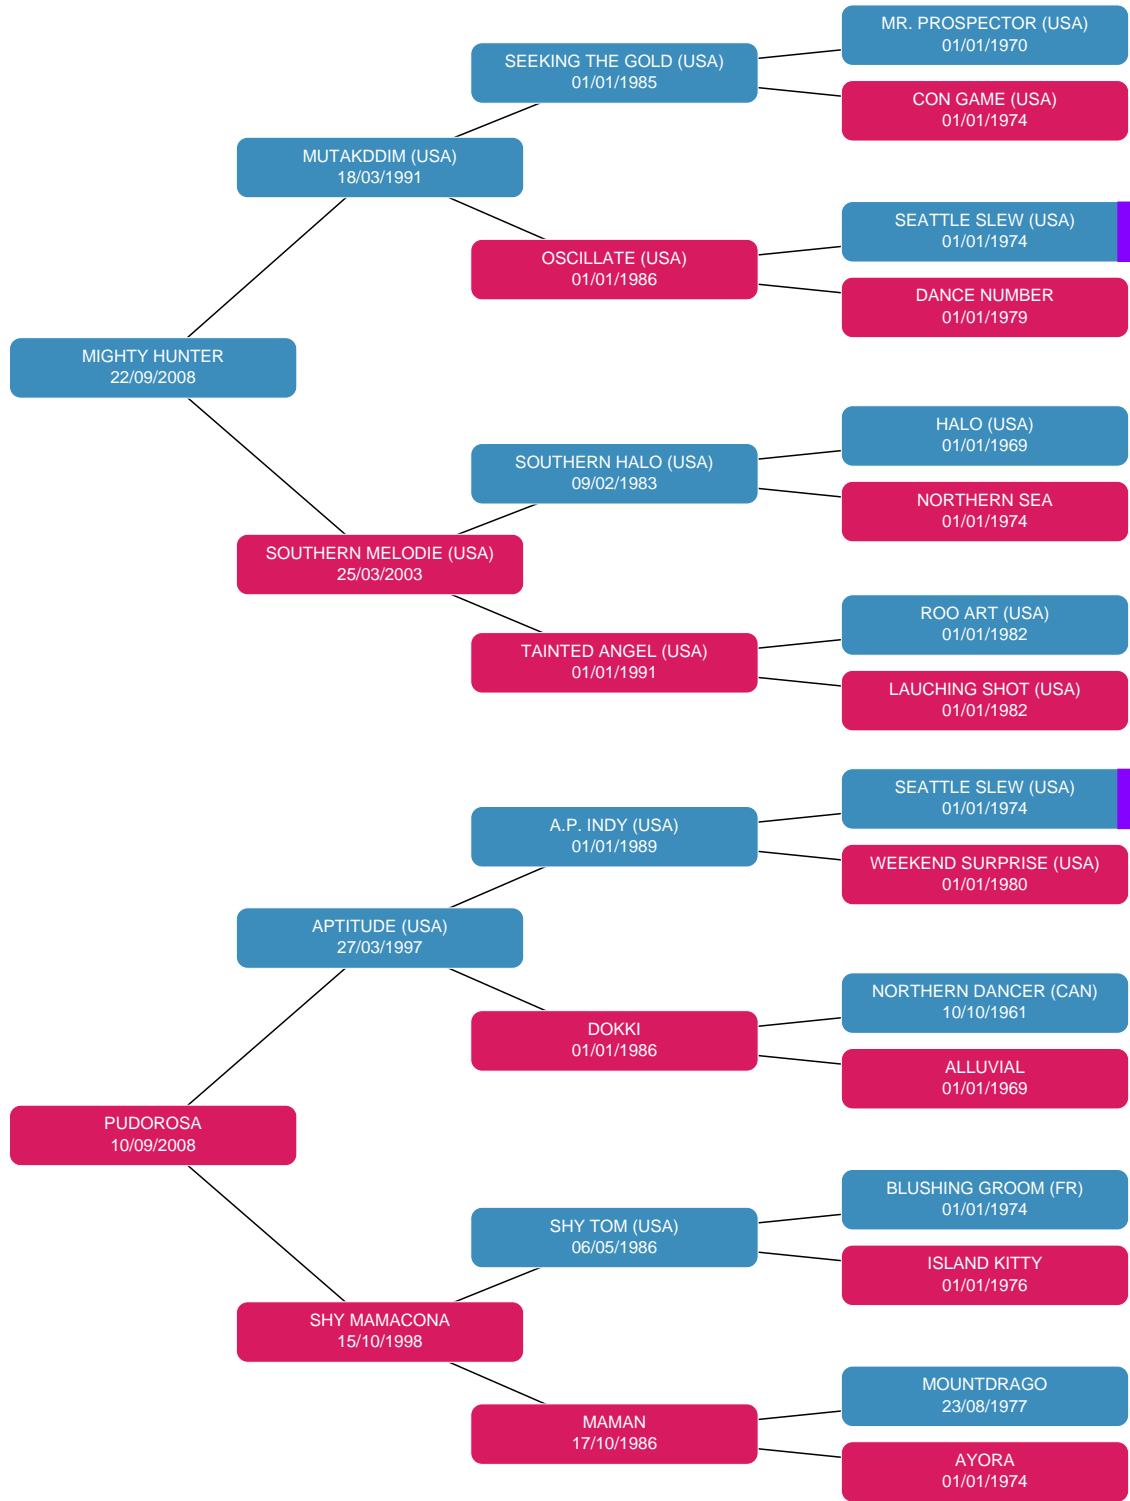 MR. PROSPECTOR (USA)
01/01/1970
SEEKING THE GOLD (USA)
01/01/1985
CON GAME (USA)
01/01/1974
MUTAKDDIM (USA)
18/03/1991
SEATTLE SLEW (USA)
01/01/1974
OSCILLATE (USA)
01/01/1986
DANCE NUMBER
01/01/1979
MIGHTY HUNTER
22/09/2008
HALO (USA)
01/01/1969
SOUTHERN HALO (USA)
09/02/1983
NORTHERN SEA
01/01/1974
SOUTHERN MELODIE (USA)
25/03/2003
ROO ART (USA)
01/01/1982
TAINTED ANGEL (USA)
01/01/1991
LAUCHING SHOT (USA)
01/01/1982
SEATTLE SLEW (USA)
01/01/1974
A.P. INDY (USA)
01/01/1989
WEEKEND SURPRISE (USA)
01/01/1980
APTITUDE (USA)
27/03/1997
NORTHERN DANCER (CAN)
10/10/1961
DOKKI
01/01/1986
ALLUVIAL
01/01/1969
PUDOROSA
10/09/2008
BLUSHING GROOM (FR)
01/01/1974
SHY TOM (USA)
06/05/1986
ISLAND KITTY
01/01/1976
SHY MAMACONA
15/10/1998
MOUNTDRAGO
23/08/1977
MAMAN
17/10/1986
AYORA
01/01/1974